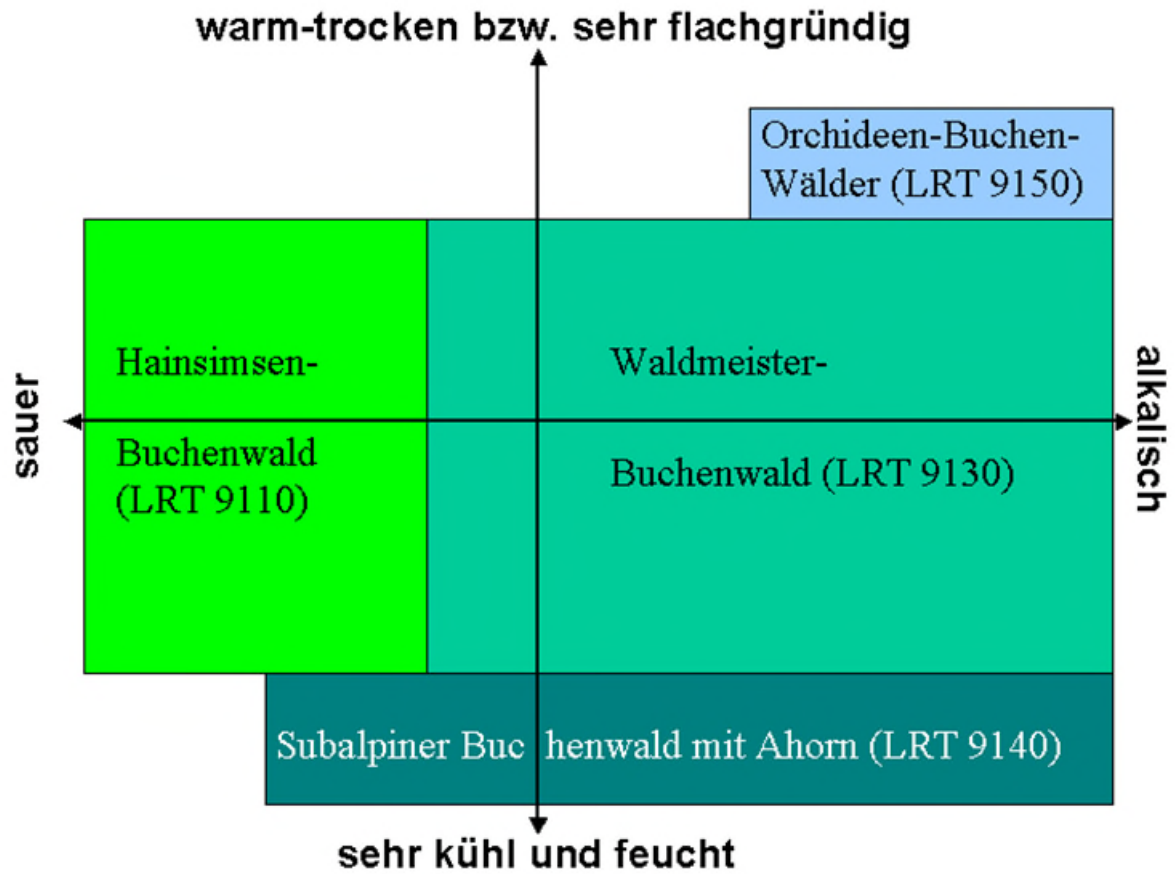 warm-trocken bzw. sehr flachgründig
Orchideen-Buchen-
Wälder (LRT 9150)
Hainsimsen-
Buchenwald
(LRT 9110)
Waldmeister-
Buchenwald (LRT 9130)
sauer
alkalisch
Subalpiner Buc henwald mit Ahorn (LRT 9140)
sehr kühl und feucht